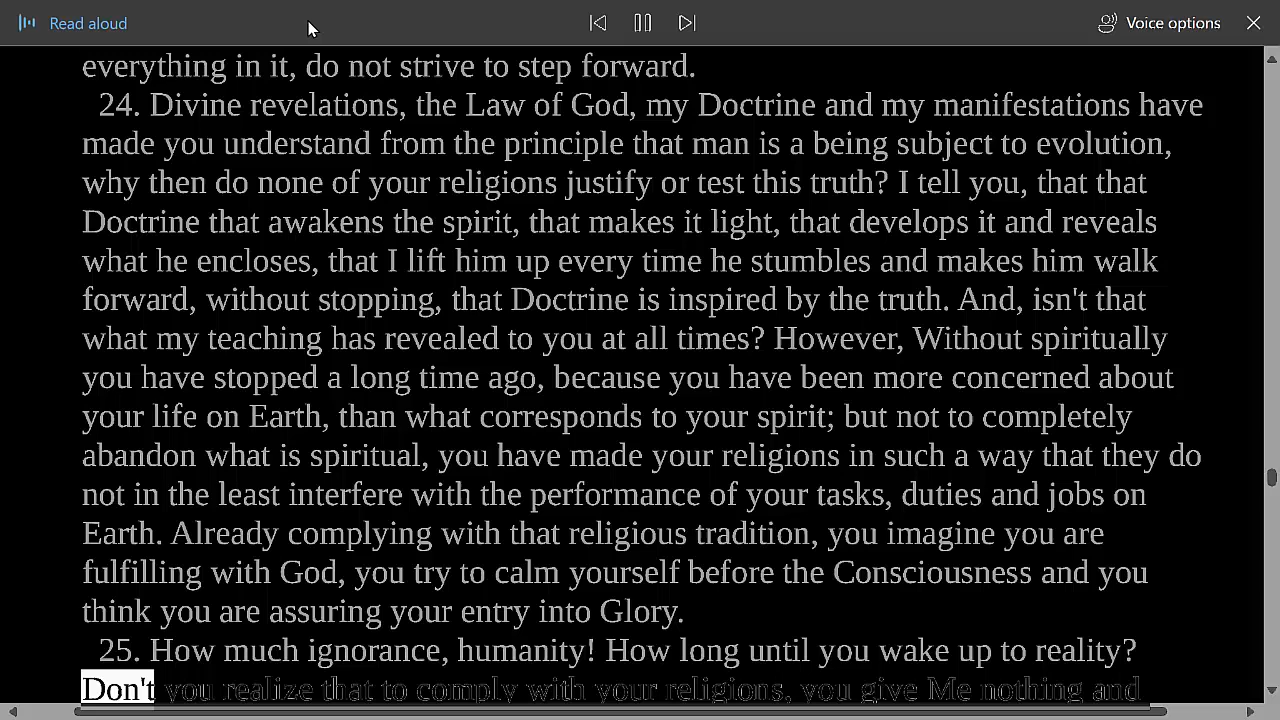 Read aloud
Voice options
everything in it, do not strive to step forward.
24. Divine revelations, the Law of God, my Doctrine and my manifestations have
made you understand from the principle that man is a being subject to evolution,
why then do none of your religions justify or test this truth? I tell you, that that
Doctrine that awakens the spirit, that makes it light, that develops it and reveals
what he encloses, that I lift him up every time he stumbles and makes him walk
forward, without stopping, that Doctrine is inspired by the truth. And, isn't that
what my teaching has revealed to you at all times? However, Without spiritually
you have stopped a long time ago, because you have been more concerned about
your life on Earth, than what corresponds to your spirit; but not to completely
abandon what is spiritual, you have made your religions in such a way that they do
not in the least interfere with the performance of your tasks, duties and jobs on
Earth. Already complying with that religious tradition, you imagine you are
fulfilling with God, you try to calm yourself before the Consciousness and you
think you are assuring your entry into Glory.
25. How much ignorance, humanity! How long until you wake up to reality?
Don't you realize that to comply with your religions, you give Me nothing and